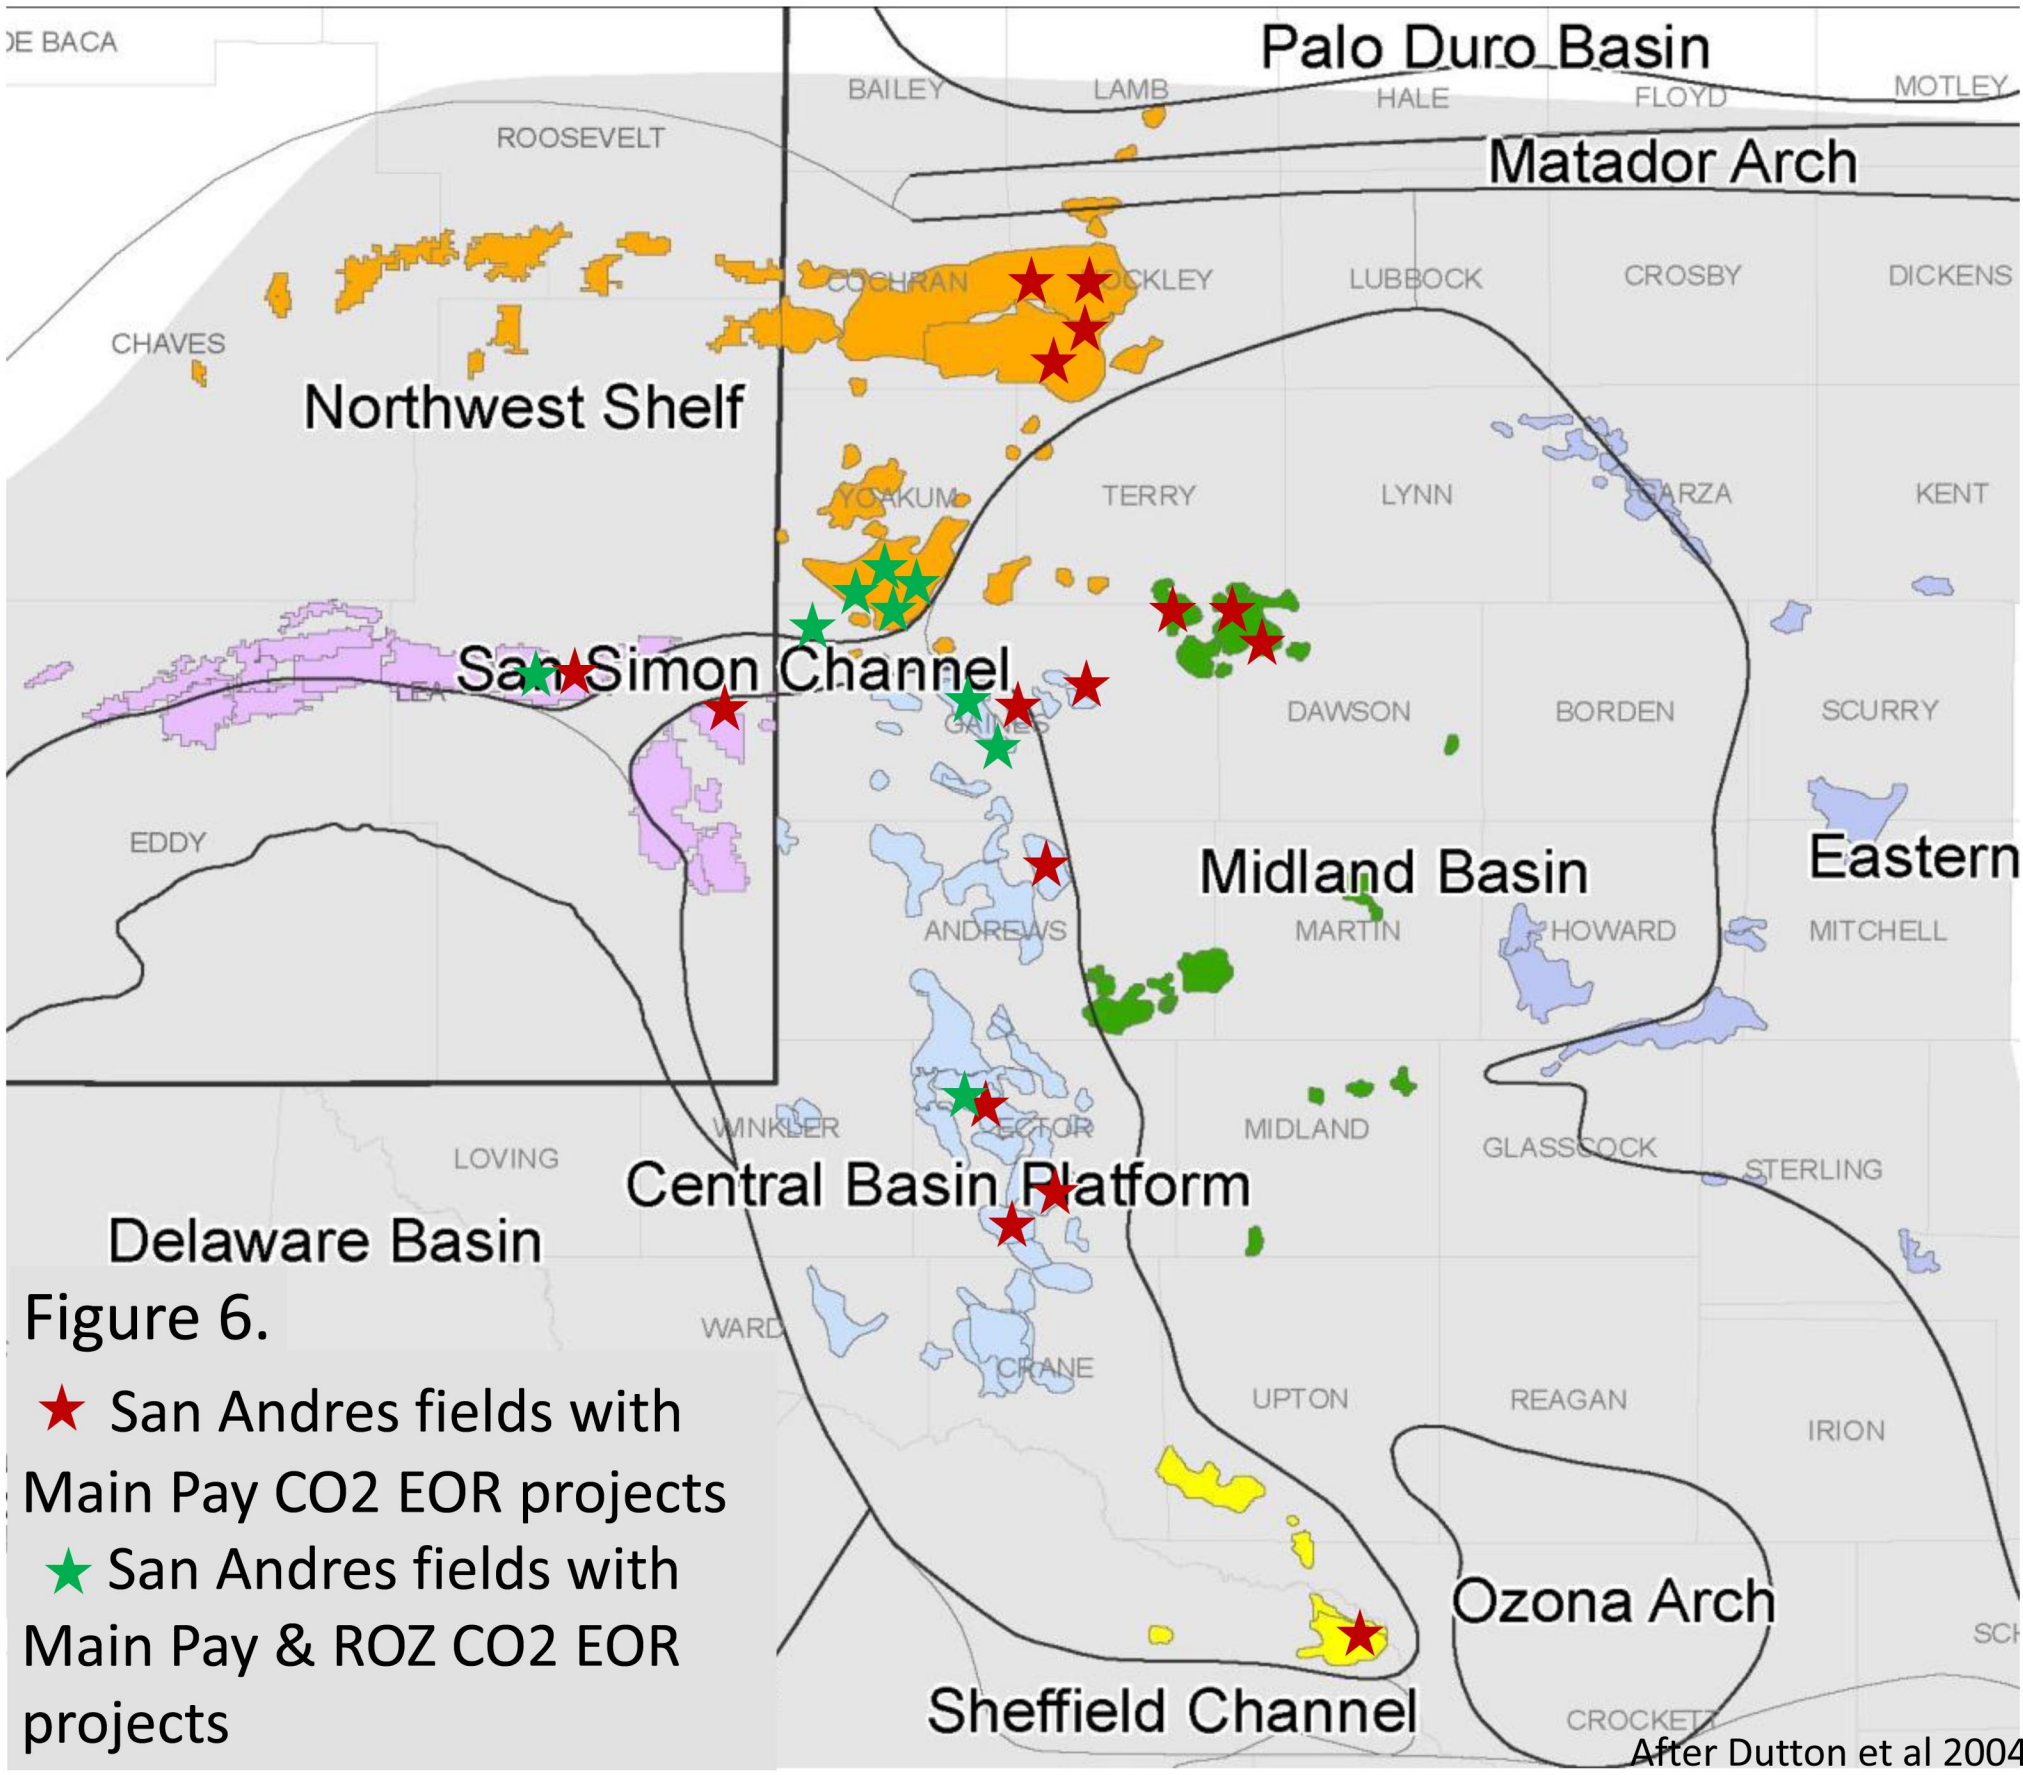 Palo Duro Basin
DE BACA
BAILEY
LAMB
HALE
FLOYD
MOTLEY
ROOSEVELT
Matador Arch
COCHRAN
OCKLEY
LUBBOCK
CROSBY
DICKENS
CHAVES
Northwest Shelf
YOAKUM
TERRY
LYNN
GARZA
KENT
San Simon Channel
EA
GAINES
DAWSON
BORDEN
SCURRY
EDDY
Midland Basin
Eastern
ANDREWS
MARTIN
HOWARD
MITCHELL
WINKLER
ECTOR
MIDLAND
GLASSCOCK
LOVING
STERLING
Central Basin Platform
Delaware Basin
WARD
CRANE
UPTON
REAGAN
IRION
Ozona Arch
SCH
Sheffield Channel
CROCKETT
Figure 6.
San Andres fields with
Main Pay CO2 EOR projects
San Andres fields with
Main Pay & ROZ CO2 EOR
projects
After Dutton et al 2004